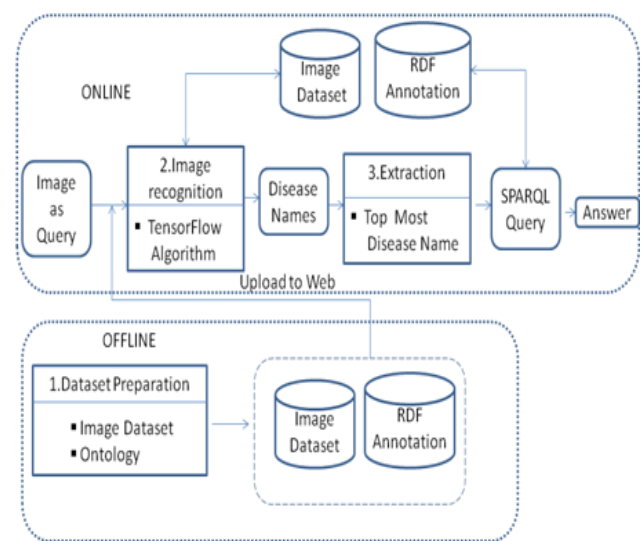 ONLINE
Image
Dataset
RDF
Annotation
Image
as
Query
2.Image
recognition
▪ TensorFlow
Algorithm
Disease
Names
3.Extraction
▪ Top Most
Disease Name
SPARQL
Query
Answer
Upload to Web
OFFLINE
1.Dataset Preparation
▪ Image Dataset
▪ Ontology
Image
Dataset
RDF
Annotation